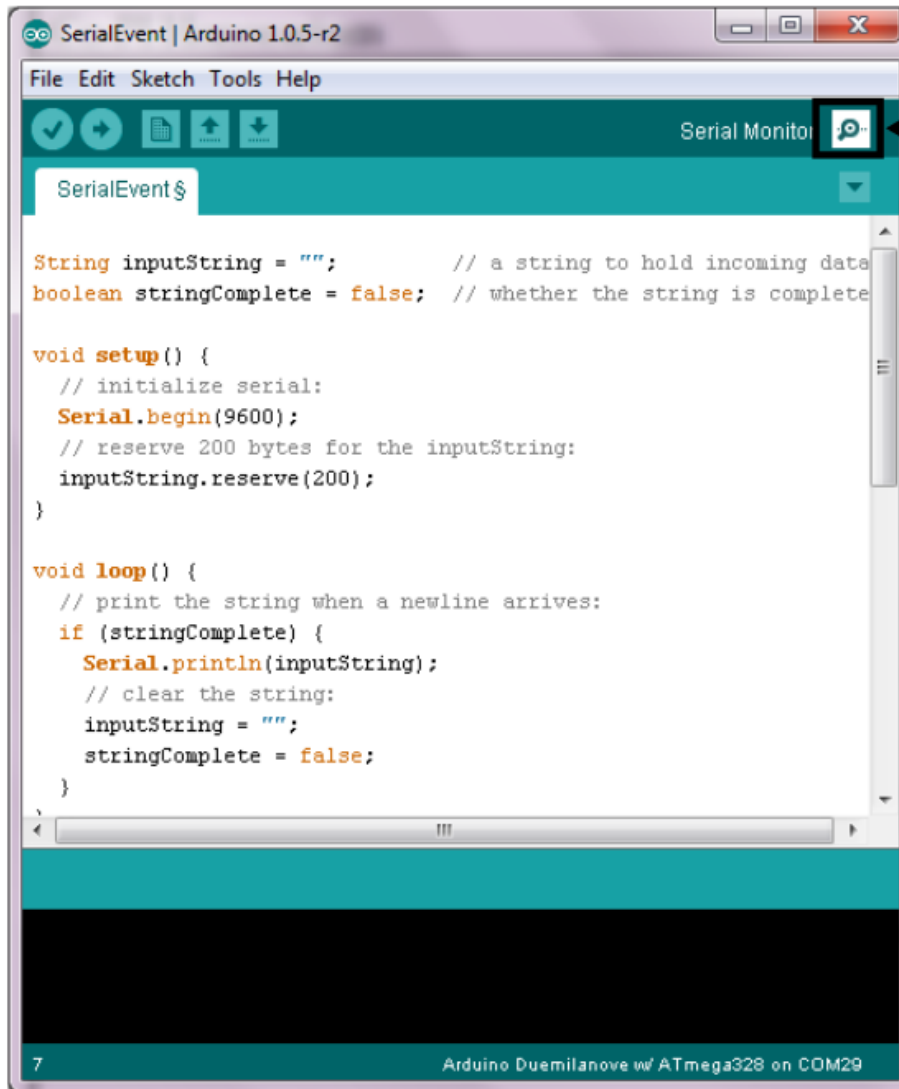 SerialEvent | Arduino 1.0.5-r2
File Edit Sketch Tools Help
Serial Monitor
SerialEvent §
String inputString = "";         // a string to hold incoming data
boolean stringComplete = false;  // whether the string is complete
void setup() {
  // initialize serial:
  Serial.begin(9600);
  // reserve 200 bytes for the inputString:
  inputString.reserve(200);
}
void loop() {
  // print the string when a newline arrives:
  if (stringComplete) {
    Serial.println(inputString);
    // clear the string:
    inputString = "";
    stringComplete = false;
  }
7
Arduino Duemilanove w/ ATmega328 on COM29